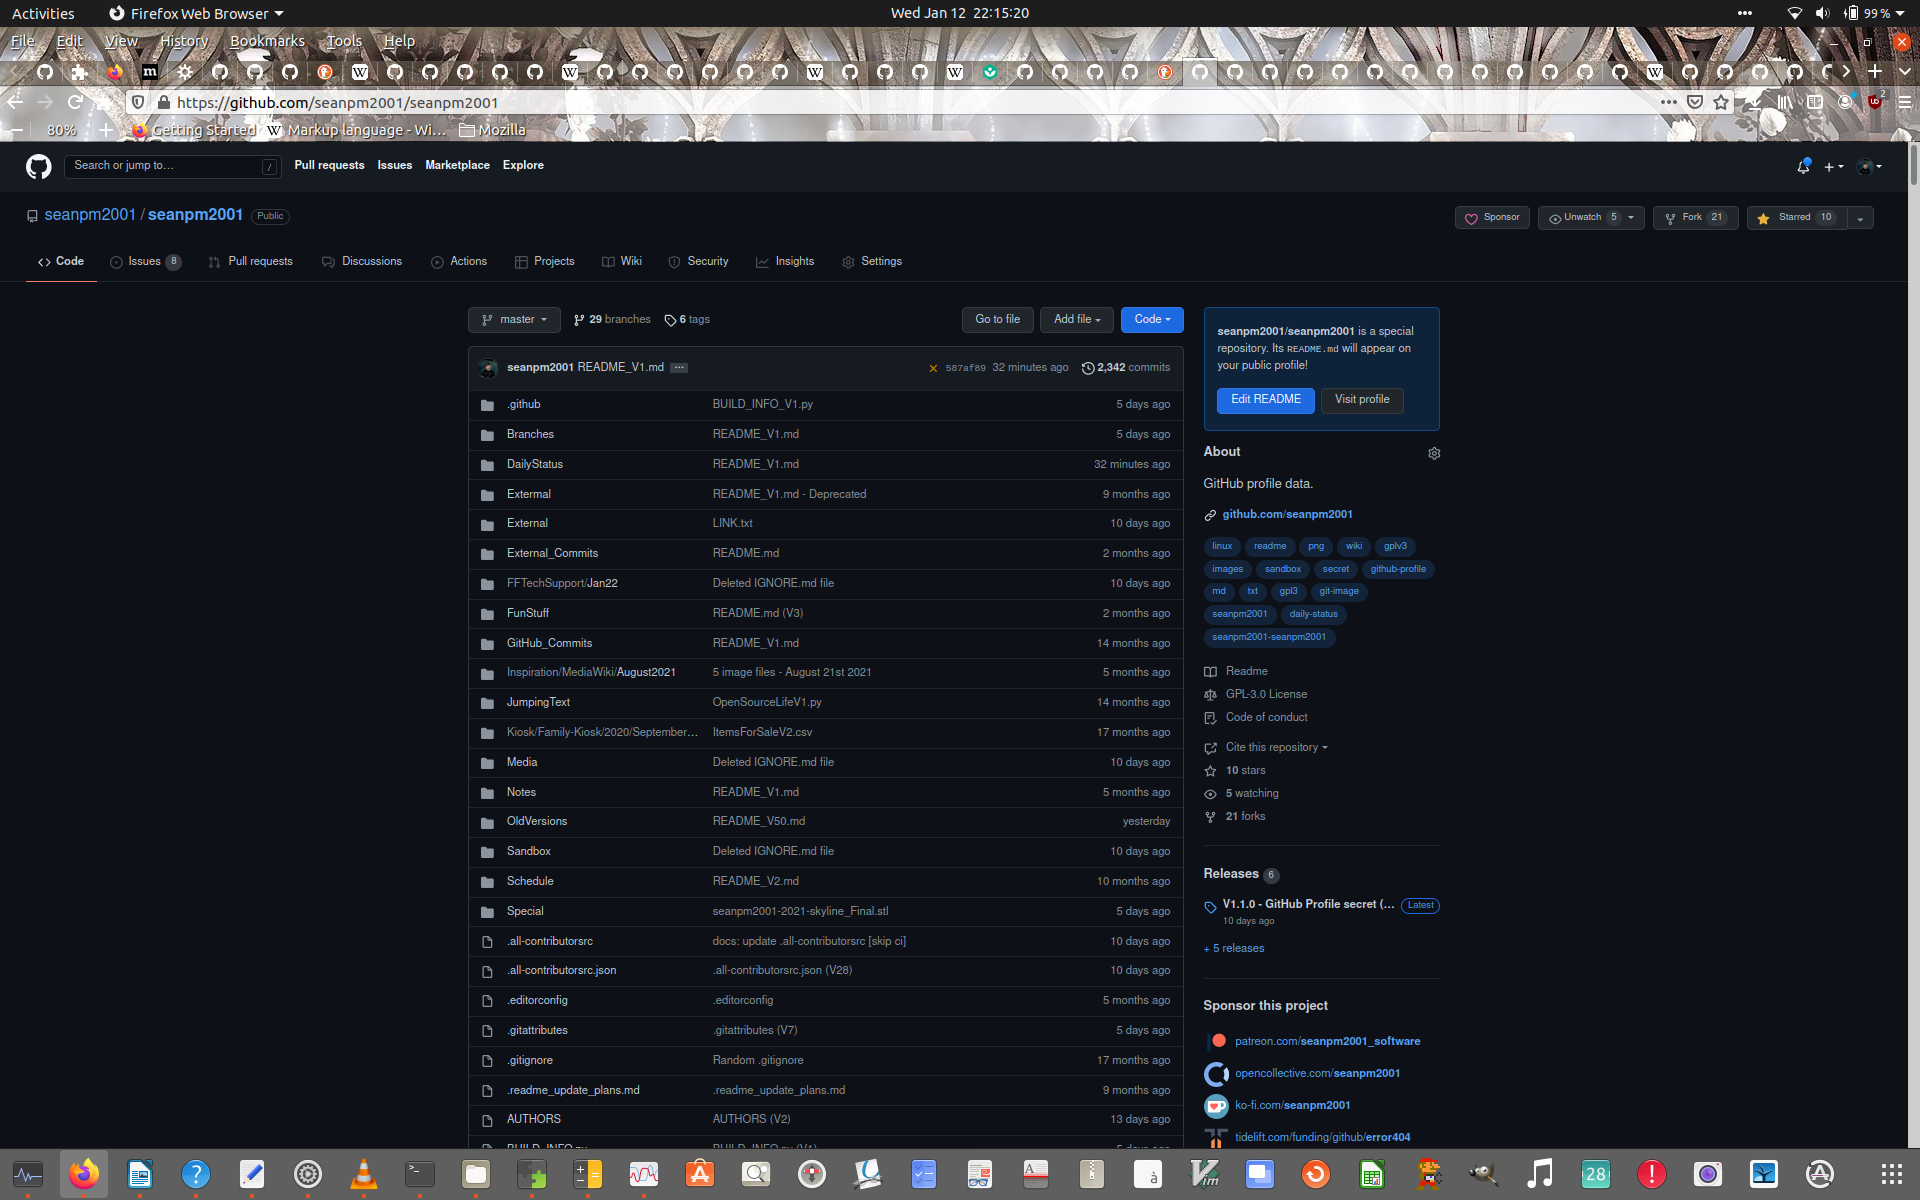 Activities Firefox Web Browser Wed Jan 12 22:15:20 99 %
File Edit View History Bookmarks Tools Help
https://github.com/seanpm2001/seanpm2001 2
80% Getting Started Markup language - Wi… Mozilla
Search or jump to… / Pull requests Issues Marketplace Explore
seanpm2001 / seanpm2001 Public Sponsor Unwatch 5 Fork 21 Starred 10
Code Issues 8 Pull requests Discussions Actions Projects Wiki Security Insights Settings
master 29 branches 6 tags Go to file Add file Code
seanpm2001 README_V1.md ··· 587af89 32 minutes ago 2,342 commits
.github BUILD_INFO_V1.py 5 days ago
Branches README_V1.md 5 days ago
DailyStatus README_V1.md 32 minutes ago
Extermal README_V1.md - Deprecated 9 months ago
External LINK.txt 10 days ago
External_Commits README.md 2 months ago
FFTechSupport/Jan22 Deleted IGNORE.md file 10 days ago
FunStuff README.md (V3) 2 months ago
GitHub_Commits README_V1.md 14 months ago
Inspiration/MediaWiki/August2021 5 image files - August 21st 2021 5 months ago
JumpingText OpenSourceLifeV1.py 14 months ago
Kiosk/Family-Kiosk/2020/September… ItemsForSaleV2.csv 17 months ago
Media Deleted IGNORE.md file 10 days ago
Notes README_V1.md 5 months ago
OldVersions README_V50.md yesterday
Sandbox Deleted IGNORE.md file 10 days ago
Schedule README_V2.md 10 months ago
Special seanpm2001-2021-skyline_Final.stl 5 days ago
.all-contributorsrc docs: update .all-contributorsrc [skip ci] 10 days ago
.all-contributorsrc.json .all-contributorsrc.json (V28) 10 days ago
.editorconfig .editorconfig 5 months ago
.gitattributes .gitattributes (V7) 5 days ago
.gitignore Random .gitignore 17 months ago
.readme_update_plans.md .readme_update_plans.md 9 months ago
AUTHORS AUTHORS (V2) 13 days ago
seanpm2001/seanpm2001 is a special
repository. Its README.md will appear on
your public profile!
Edit README Visit profile
About
GitHub profile data.
github.com/seanpm2001
linux readme png wiki gplv3
images sandbox secret github-profile
md txt gpl3 git-image
seanpm2001 daily-status
seanpm2001-seanpm2001
Readme
GPL-3.0 License
Code of conduct
Cite this repository
10 stars
5 watching
21 forks
Releases 6
V1.1.0 - GitHub Profile secret (… Latest
10 days ago
+ 5 releases
Sponsor this project
patreon.com/seanpm2001_software
opencollective.com/seanpm2001
ko-fi.com/seanpm2001
tidelift.com/funding/github/error404
28